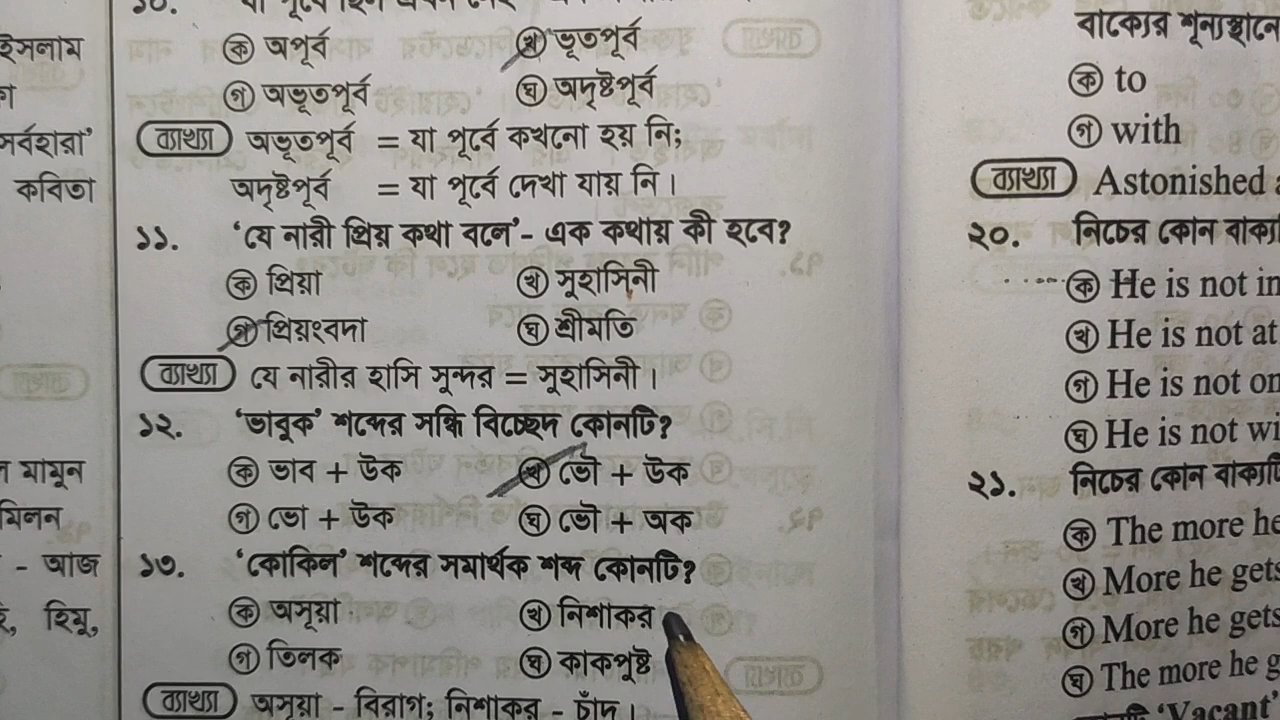 ইসলাম
সর্বহারা’
কবিতা
মামুন
মিলন
- আজ
হিমু,
১০.
ক অপূর্ব
খ ভূতপূর্ব
গ অভূতপূর্ব
ঘ অদৃষ্টপূর্ব
ব্যাখ্যা অভূতপূর্ব = যা পূর্বে কখনো হয় নি;
অদৃষ্টপূর্ব = যা পূর্বে দেখা যায় নি।
১১. ‘যে নারী প্রিয় কথা বলে’- এক কথায় কী হবে?
ক প্রিয়া
খ সুহাসিনী
গ প্রিয়ংবদা
ঘ শ্রীমতি
ব্যাখ্যা যে নারীর হাসি সুন্দর = সুহাসিনী।
১২. ‘ভাবুক’ শব্দের সন্ধি বিচ্ছেদ কোনটি?
ক ভাব + উক
খ ভৌ + উক
গ ভো + উক
ঘ ভৌ + অক
১৩. ‘কোকিল’ শব্দের সমার্থক শব্দ কোনটি?
ক অসূয়া
খ নিশাকর
গ তিলক
ঘ কাকপুষ্ট
ব্যাখ্যা অসূয়া - বিরাগ; নিশাকর - চাঁদ।
বাক্যের শূন্যস্থানে
ক to
গ with
ব্যাখ্যা Astonished
২০. নিচের কোন
ক He is not in
খ He is not at
গ He is not on
ঘ He is not
২১. নিচের কোন
ক The more he
খ More he gets
গ More he gets
ঘ The more he
‘Vacant’